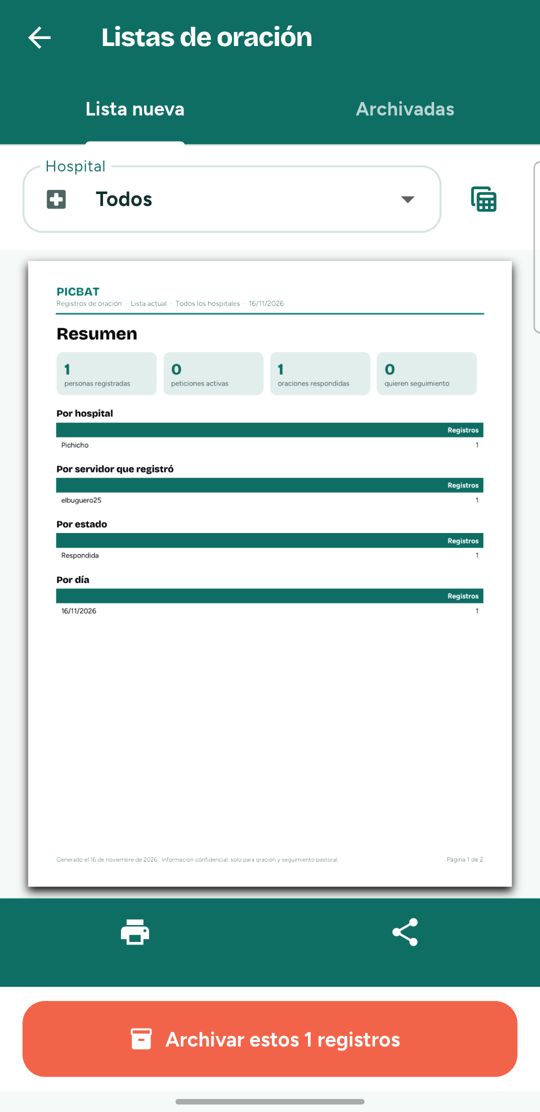 Listas de oración
Lista nueva
Archivadas
Hospital
Todos
PICBAT
Registros de oración · Lista actual · Todos los hospitales · 16/11/2026
Resumen
1
personas registradas
0
peticiones activas
1
oraciones respondidas
0
quieren seguimiento
Por hospital
Registros
Pichicho 1
Por servidor que registró
Registros
elbuguero25 1
Por estado
Registros
Respondida 1
Por día
Registros
16/11/2026 1
Generado el 16 de noviembre de 2026 · Información confidencial: solo para oración y seguimiento pastoral.
Página 1 de 2
Archivar estos 1 registros